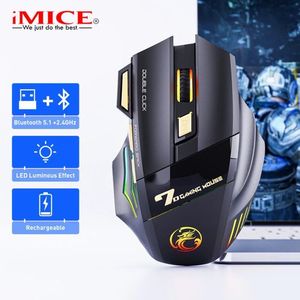 iMICE®
We just do the best.
Bluetooth 5.1 +2.4GHz
LED Luminous Effect
Rechargeable
DOUBLE CLICK
7D GAMING MOUSE